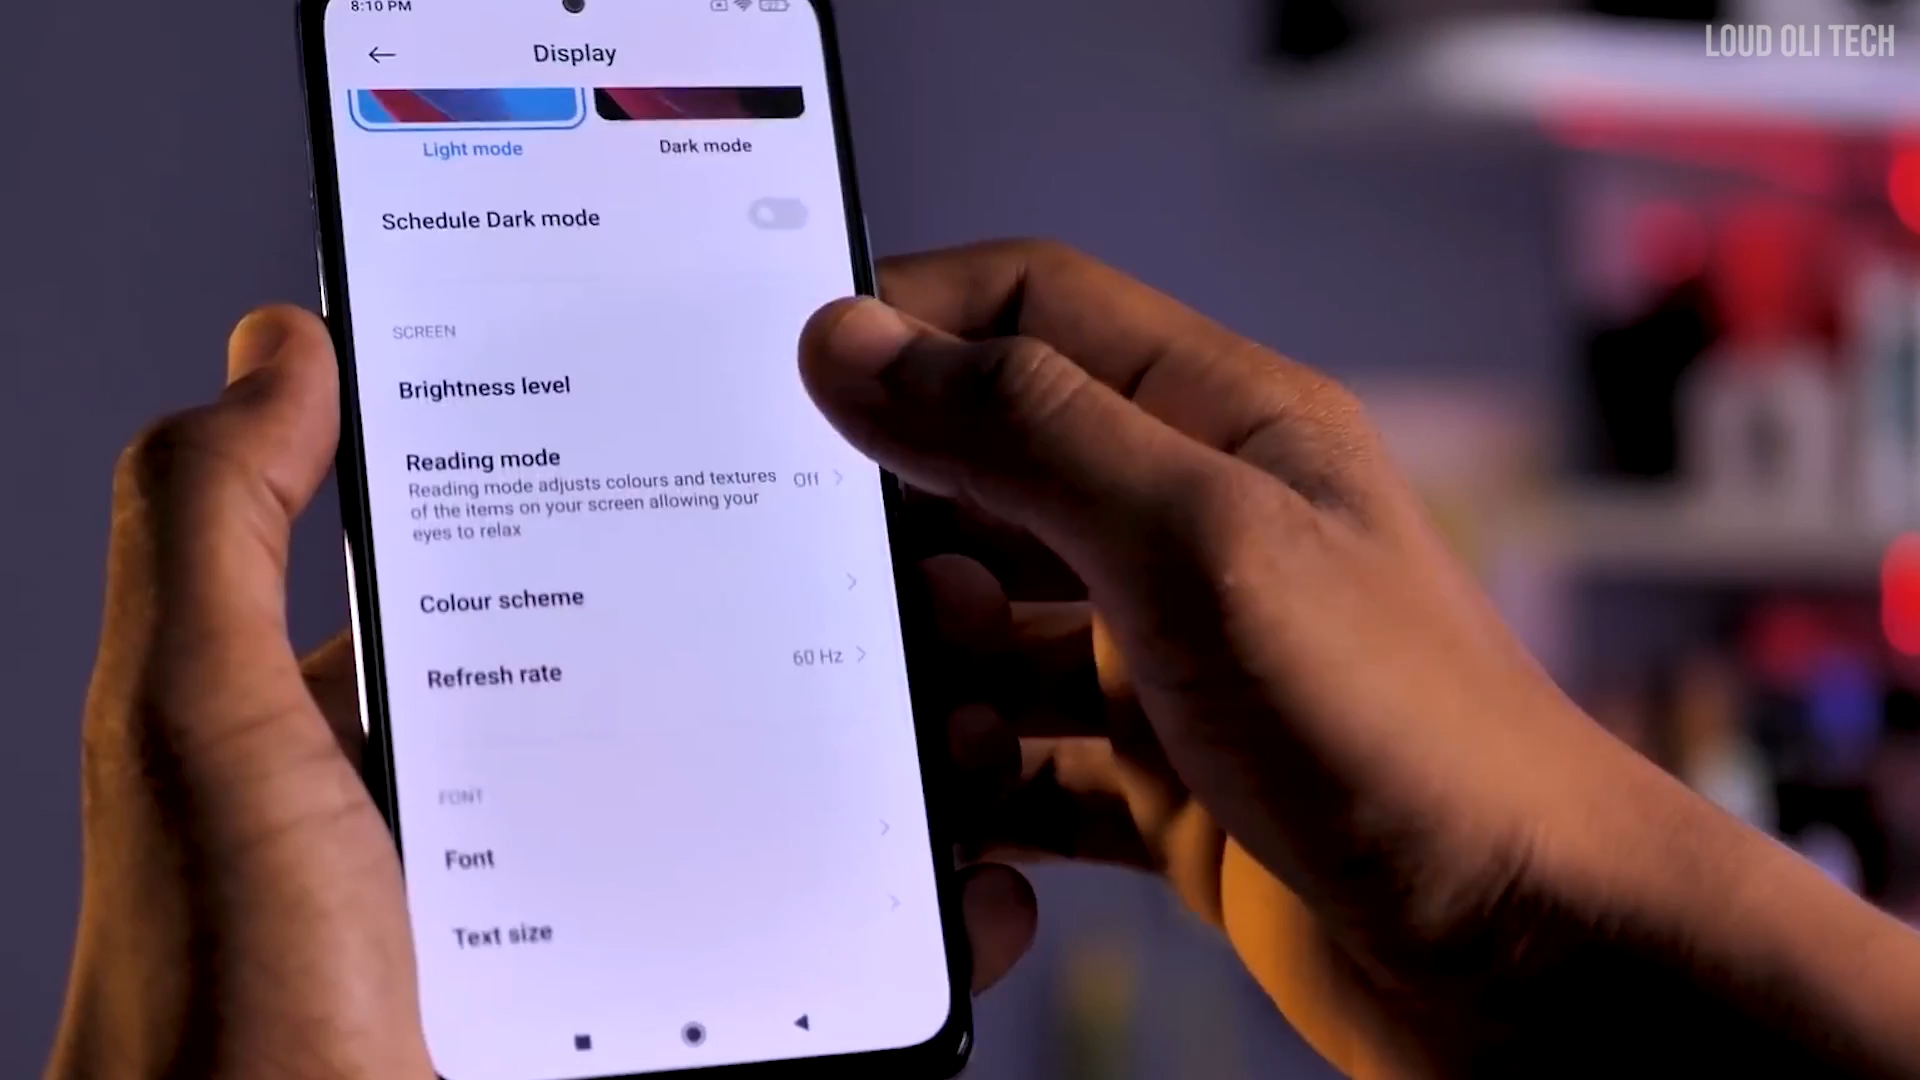 8:10 PM
LOUD OLI TECH
Display
Light mode
Dark mode
Schedule Dark mode
SCREEN
Brightness level
Reading mode
Reading mode adjusts colours and textures
of the items on your screen allowing your
eyes to relax
Off
Colour scheme
Refresh rate
60 Hz
FONT
Font
Text size